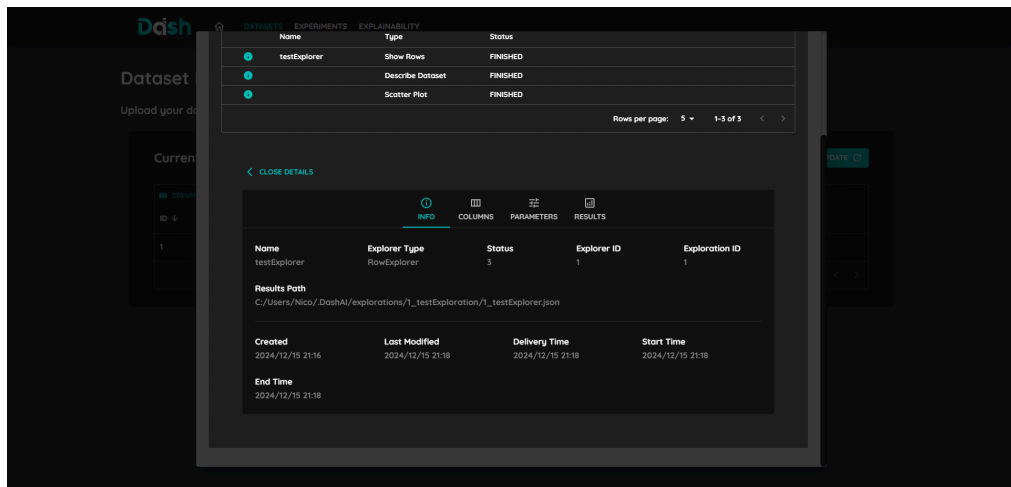 Dash DATASETS EXPERIMENTS EXPLAINABILITY
Name Type Status
testExplorer Show Rows FINISHED
Describe Dataset FINISHED
Scatter Plot FINISHED
Rows per page: 5 1-3 of 3
Dataset
Upload your da
Curren
COLUM
ID
1
PDATE
CLOSE DETAILS
INFO COLUMNS PARAMETERS RESULTS
Name Explorer Type Status Explorer ID Exploration ID
testExplorer RowExplorer 3 1 1
Results Path
C:/Users/Nico/.DashAI/explorations/1_testExploration/1_testExplorer.json
Created Last Modified Delivery Time Start Time
2024/12/15 21:16 2024/12/15 21:18 2024/12/15 21:18 2024/12/15 21:18
End Time
2024/12/15 21:18